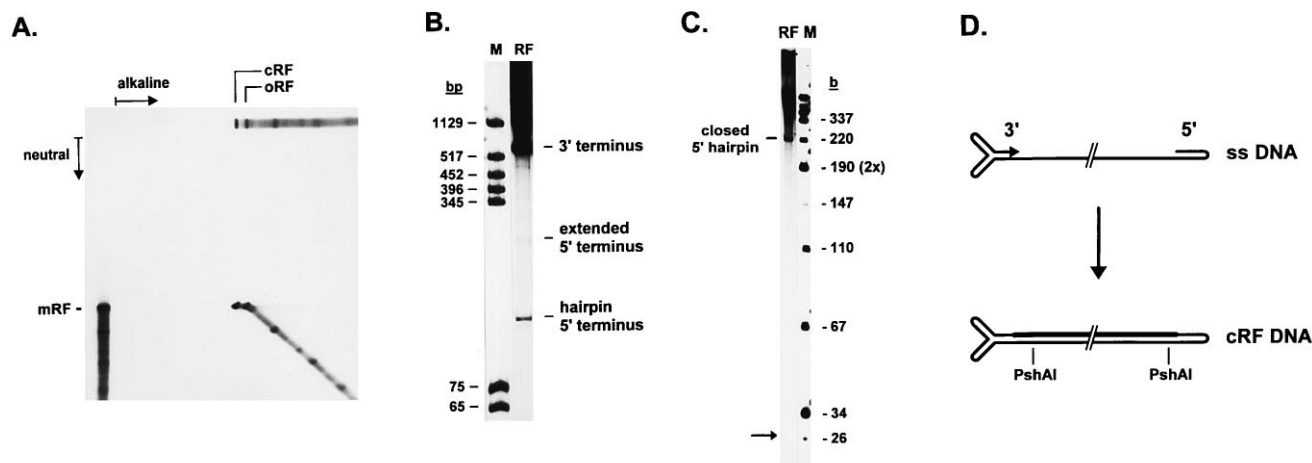 A.
alkaline
cRF
oRF
neutral
mRF -
B.
M RF
bp
1129 –
517 –
452 –
396 –
345 –
75 –
65 –
– 3' terminus
– extended
5' terminus
– hairpin
5' terminus
C.
RF M
b
- 337
- 220
- 190 (2x)
- 147
- 110
- 67
- 34
- 26
closed –
5' hairpin
D.
3' 5'
ss DNA
cRF DNA
PshAI PshAI